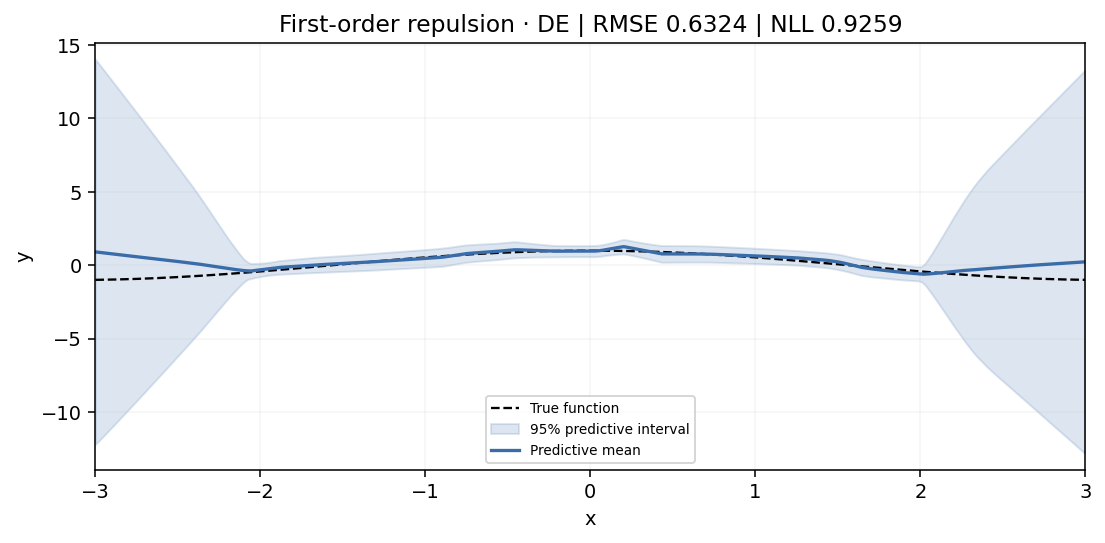 First-order repulsion · DE | RMSE 0.6324 | NLL 0.9259
15
10
5
0
−5
−10
y
True function
95% predictive interval
Predictive mean
−3 −2 −1 0 1 2 3
x